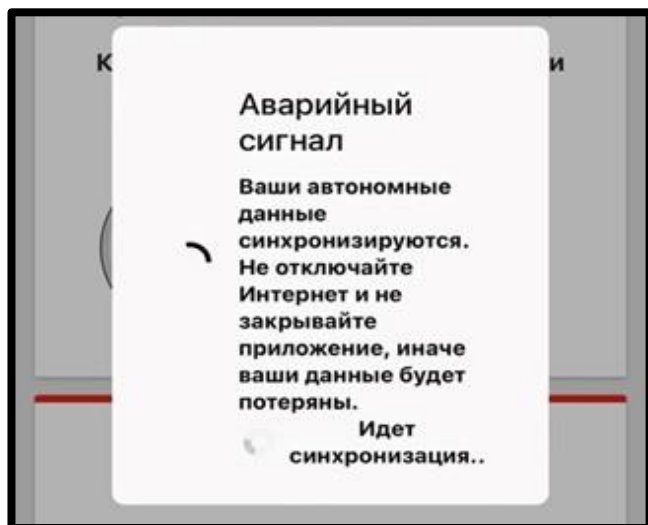 К
и
Аварийный
сигнал
Ваши автономные
данные
синхронизируются.
Не отключайте
Интернет и не
закрывайте
приложение, иначе
ваши данные будет
потеряны.
Идет
синхронизация..